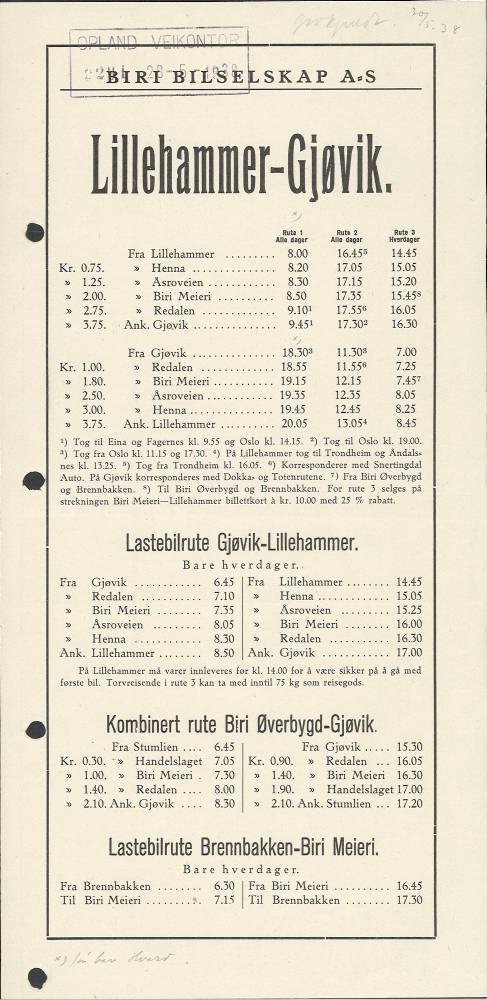 OPLAND VEIKONTOR
28-5-1938
BIRI BILSELSKAP A-S
Lillehammer-Gjøvik.
Rute 1 Rute 2 Rute 3
Alle dager Alle dager Hverdager
Fra Lillehammer ......... 8.00 16.45⁵ 14.45
Kr. 0.75. » Henna .............. 8.20 17.05 15.05
» 1.25. » Åsroveien ........... 8.30 17.15 15.20
» 2.00. » Biri Meieri ......... 8.50 17.35 15.45⁸
» 2.75. » Redalen ............ 9.10¹ 17.55⁶ 16.05
» 3.75. Ank. Gjøvik .............. 9.45¹ 17.30² 16.30
Fra Gjøvik .............. 18.30³ 11.30³ 7.00
Kr. 1.00. » Redalen ............ 18.55 11.55⁶ 7.25
» 1.80. » Biri Meieri .......... 19.15 12.15 7.45⁷
» 2.50. » Åsroveien ........... 19.35 12.35 8.05
» 3.00. » Henna .............. 19.45 12.45 8.25
» 3.75. Ank. Lillehammer ......... 20.05 13.05⁴ 8.45
¹) Tog til Eina og Fagernes kl. 9.55 og Oslo kl. 14.15. ²) Tog til Oslo kl. 19.00.
³) Tog fra Oslo kl. 11.15 og 17.30. ⁴) På Lillehammer tog til Trondheim og Åndals-
nes kl. 13.25. ⁵) Tog fra Trondheim kl. 16.05. ⁶) Korresponderer med Snertingdal
Auto. På Gjøvik korresponderes med Dokka- og Totenrutene. ⁷) Fra Biri Øverbygd
og Brennbakken. ⁸) Til Biri Øverbygd og Brennbakken. For rute 3 selges på
strekningen Biri Meieri—Lillehammer billettkort à kr. 10.00 med 25 % rabatt.
Lastebilrute Gjøvik-Lillehammer.
Bare hverdager.
Fra Gjøvik ............ 6.45 Fra Lillehammer ........ 14.45
» Redalen .......... 7.10 » Henna ............ 15.05
» Biri Meieri ........ 7.35 » Åsroveien ......... 15.25
» Åsroveien ......... 8.05 » Biri Meieri ........ 16.00
» Henna ............ 8.30 » Redalen .......... 16.30
Ank. Lillehammer ........ 8.50 Ank. Gjøvik ............ 17.00
På Lillehammer må varer innleveres før kl. 14.00 for å være sikker på å gå med
første bil. Torvreisende i rute 3 kan ta med inntil 75 kg som reisegods.
Kombinert rute Biri Øverbygd-Gjøvik.
Fra Stumlien .... 6.45 Fra Gjøvik ..... 15.30
Kr. 0.30. » Handelslaget 7.05 Kr. 0.90. » Redalen ... 16.05
» 1.00. » Biri Meieri . 7.30 » 1.40. » Biri Meieri 16.30
» 1.40. » Redalen .... 8.00 » 1.90. » Handelslaget 17.00
» 2.10. Ank. Gjøvik .... 8.30 » 2.10. Ank. Stumlien ... 17.20
Lastebilrute Brennbakken-Biri Meieri.
Bare hverdager.
Fra Brennbakken ........ 6.30 Fra Biri Meieri .......... 16.45
Til Biri Meieri .......... 7.15 Til Brennbakken ........ 17.30